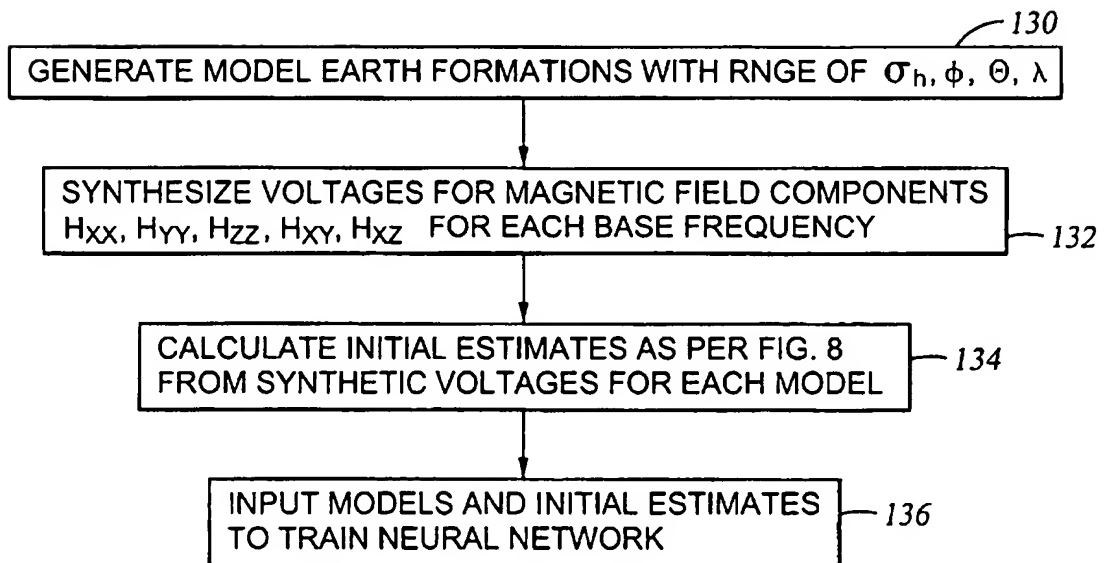 130
GENERATE MODEL EARTH FORMATIONS WITH RNGE OF σh, ϕ, Θ, λ
SYNTHESIZE VOLTAGES FOR MAGNETIC FIELD COMPONENTS
HXX, HYY, HZZ, HXY, HXZ FOR EACH BASE FREQUENCY
132
CALCULATE INITIAL ESTIMATES AS PER FIG. 8
FROM SYNTHETIC VOLTAGES FOR EACH MODEL
134
INPUT MODELS AND INITIAL ESTIMATES
TO TRAIN NEURAL NETWORK
136